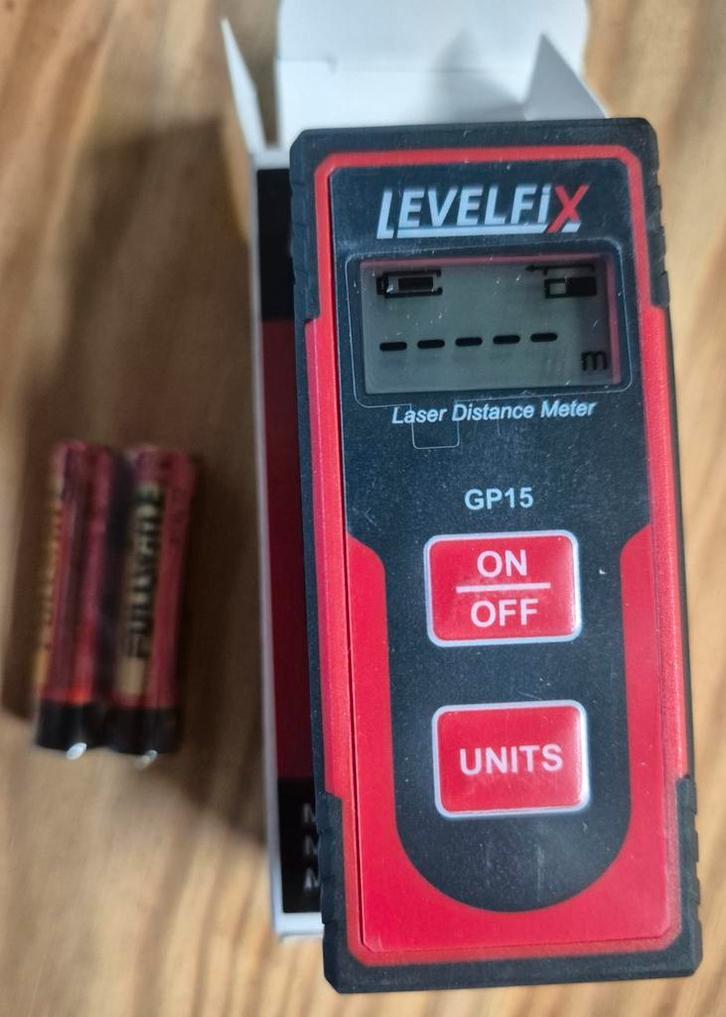 LEVELFIX
- - - - -
m
Laser Distance Meter
GP15
ON
OFF
UNITS